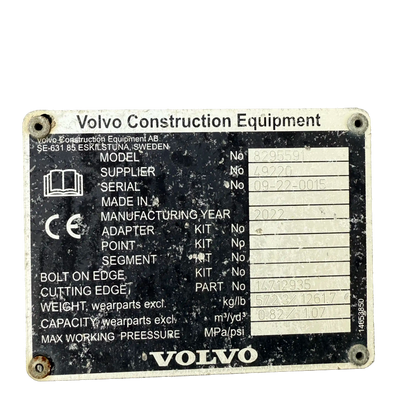 Volvo Construction Equipment
Volvo Construction Equipment AB
SE-631 85 ESKILSTUNA, SWEDEN
MODEL No
SUPPLIER No 49220
SERIAL No 09-22-0015
MADE IN
MANUFACTURING YEAR 2022
ADAPTER KIT No
POINT KIT No
SEGMENT KIT No
BOLT ON EDGE KIT No
CUTTING EDGE, PART No 14732935
WEIGHT, wearparts excl. kg/lb
CAPACITY, wearparts excl. m³/yd³
MAX WORKING PRESSURE MPa/psi
VOLVO
14653850